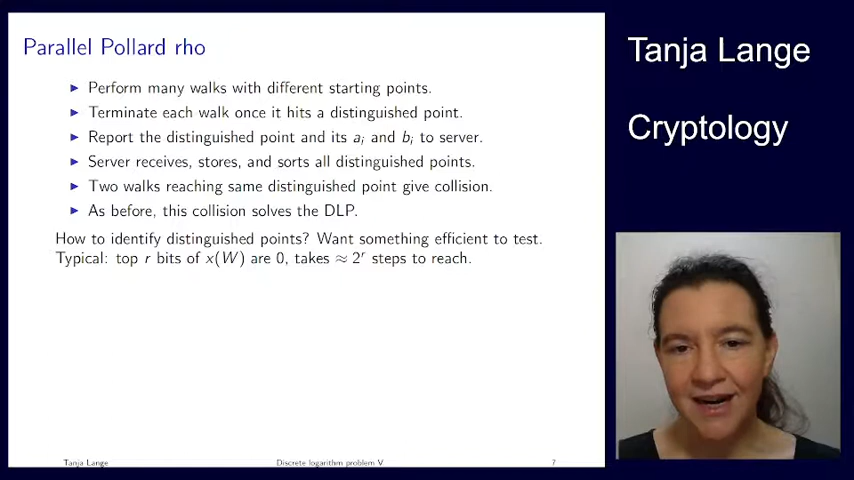 Parallel Pollard rho
▶ Perform many walks with different starting points.
▶ Terminate each walk once it hits a distinguished point.
▶ Report the distinguished point and its aᵢ and bᵢ to server.
▶ Server receives, stores, and sorts all distinguished points.
▶ Two walks reaching same distinguished point give collision.
▶ As before, this collision solves the DLP.
How to identify distinguished points? Want something efficient to test.
Typical: top r bits of x(W) are 0, takes ≈ 2ʳ steps to reach.
Tanja Lange
Discrete logarithm problem V
7
Tanja Lange
Cryptology